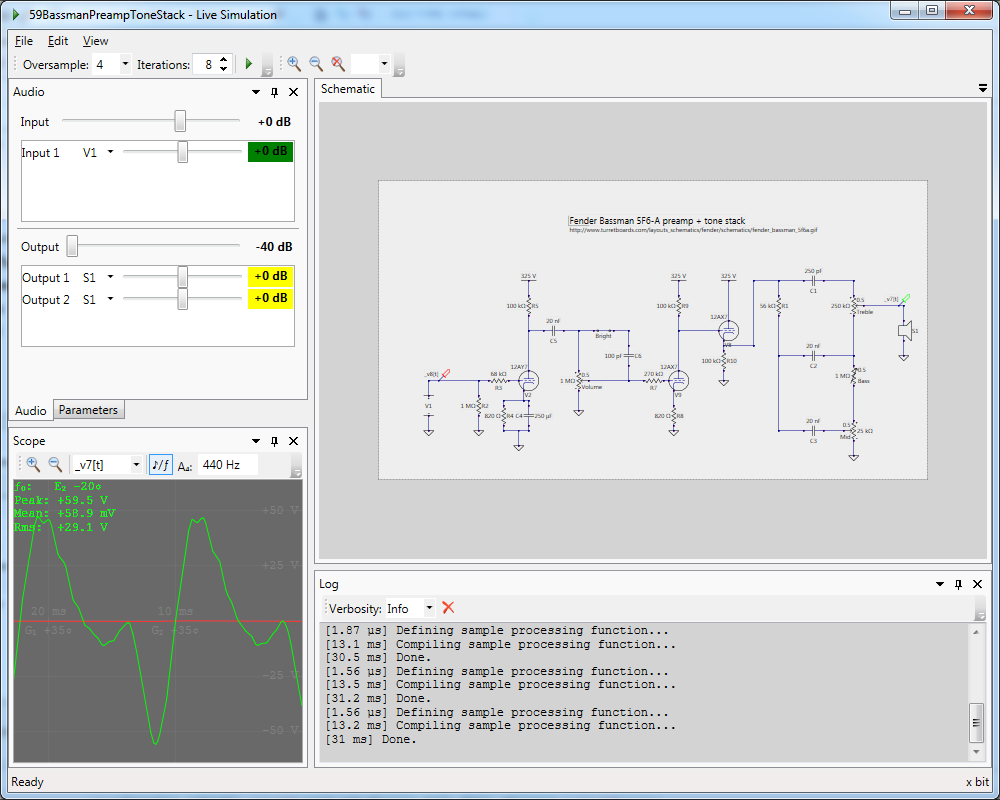 59BassmanPreampToneStack - Live Simulation
File Edit View
Oversample: 4 Iterations: 8
Audio
Input +0 dB
Input 1 V1 +0 dB
Output -40 dB
Output 1 S1 +0 dB
Output 2 S1 +0 dB
Audio Parameters
Scope
_v7[t] ♪/f A₄: 440 Hz
f₀: E₂ -20¢
Peak: +59.5 V
Mean: +58.9 mV
Rms: +29.1 V
+50 V
+25 V
20 ms 10 ms
G₁ +35¢ G₂ +35¢
-25 V
-50 V
Schematic
Fender Bassman 5F6-A preamp + tone stack
http://www.turretboards.com/layouts_schematics/fender/schematics/fender_bassman_5f6a.gif
325 V 325 V 325 V 250 pF
C1
100 kΩ R5 100 kΩ R9 56 kΩ R1 0.5 250 kΩ Treble _v7[t]
20 nF C5 Bright 12AX7 V8 S1
100 pF C6 100 kΩ R10 20 nF C2
_v8[t] 68 kΩ R3 12AY7 V2 0.5 1 MΩ Volume 270 kΩ R7 12AX7 V9 0.5 1 MΩ Bass
V1 1 MΩ R2 820 Ω R4 C4 250 µF 820 Ω R8 20 nF C3 0.5 25 kΩ Mid
Log
Verbosity: Info
[1.87 µs] Defining sample processing function...
[13.1 ms] Compiling sample processing function...
[30.5 ms] Done.
[1.56 µs] Defining sample processing function...
[13.5 ms] Compiling sample processing function...
[31.2 ms] Done.
[1.56 µs] Defining sample processing function...
[13.2 ms] Compiling sample processing function...
[31 ms] Done.
Ready x bit